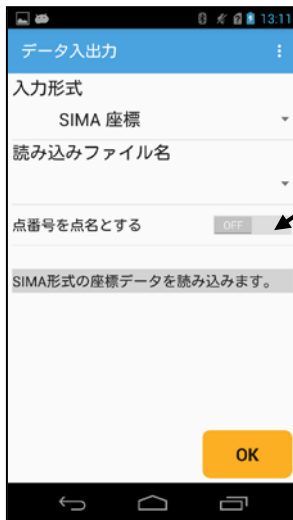 13:11
データ入出力
入力形式
SIMA 座標
読み込みファイル名
点番号を点名とする
OFF
SIMA形式の座標データを読み込みます。
OK